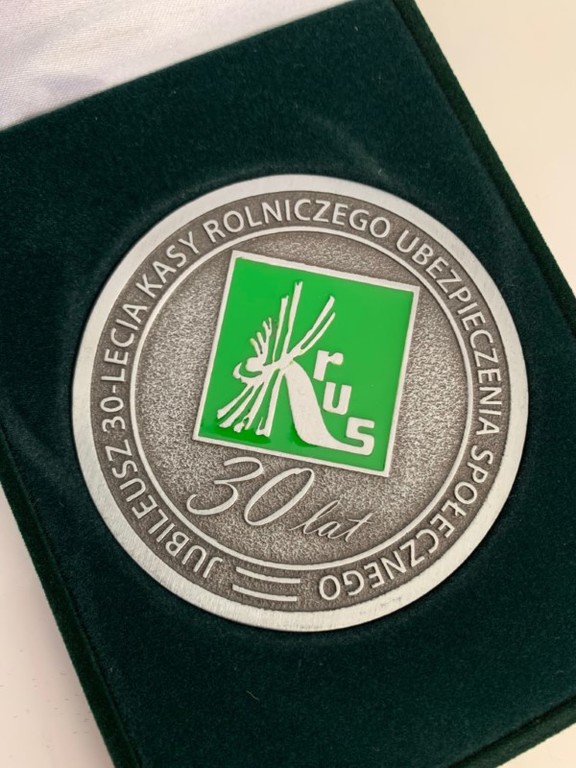 JUBILEUSZ 30-LECIA KASY ROLNICZEGO UBEZPIECZENIA SPOŁECZNEGO
Krus
30 lat